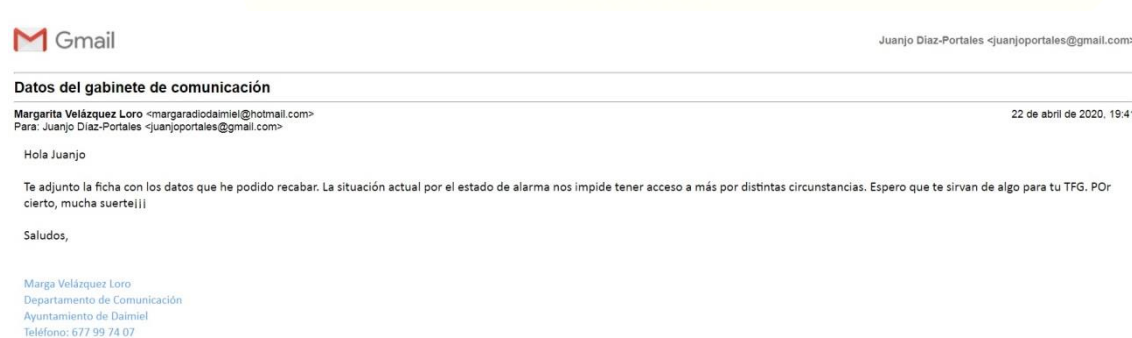 Gmail
Juanjo Diaz-Portales <juanjoportales@gmail.com>
Datos del gabinete de comunicación
Margarita Velázquez Loro <margaradiodaimiel@hotmail.com>
22 de abril de 2020, 19:4
Para: Juanjo Díaz-Portales <juanjoportales@gmail.com>
Hola Juanjo
Te adjunto la ficha con los datos que he podido recabar. La situación actual por el estado de alarma nos impide tener acceso a más por distintas circunstancias. Espero que te sirvan de algo para tu TFG. POr
cierto, mucha suerte¡¡¡
Saludos,
Marga Velázquez Loro
Departamento de Comunicación
Ayuntamiento de Daimiel
Teléfono: 677 99 74 07